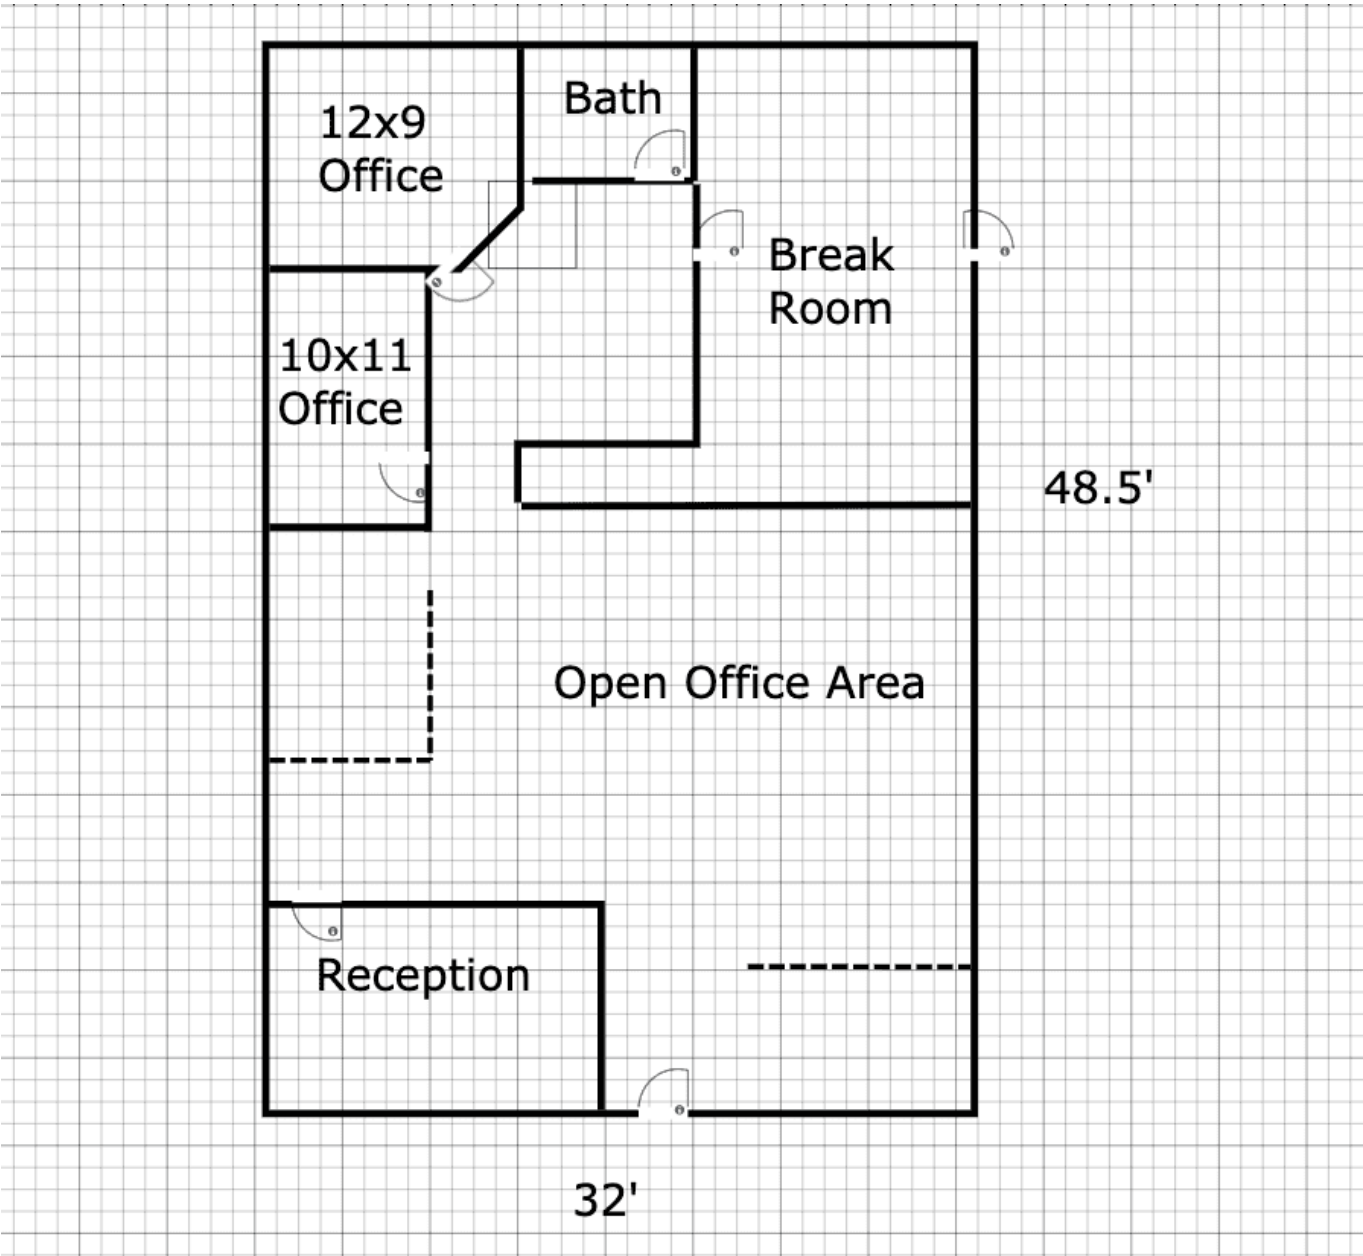 12x9
Office
Bath
Break
Room
10x11
Office
48.5'
Open Office Area
Reception
32'